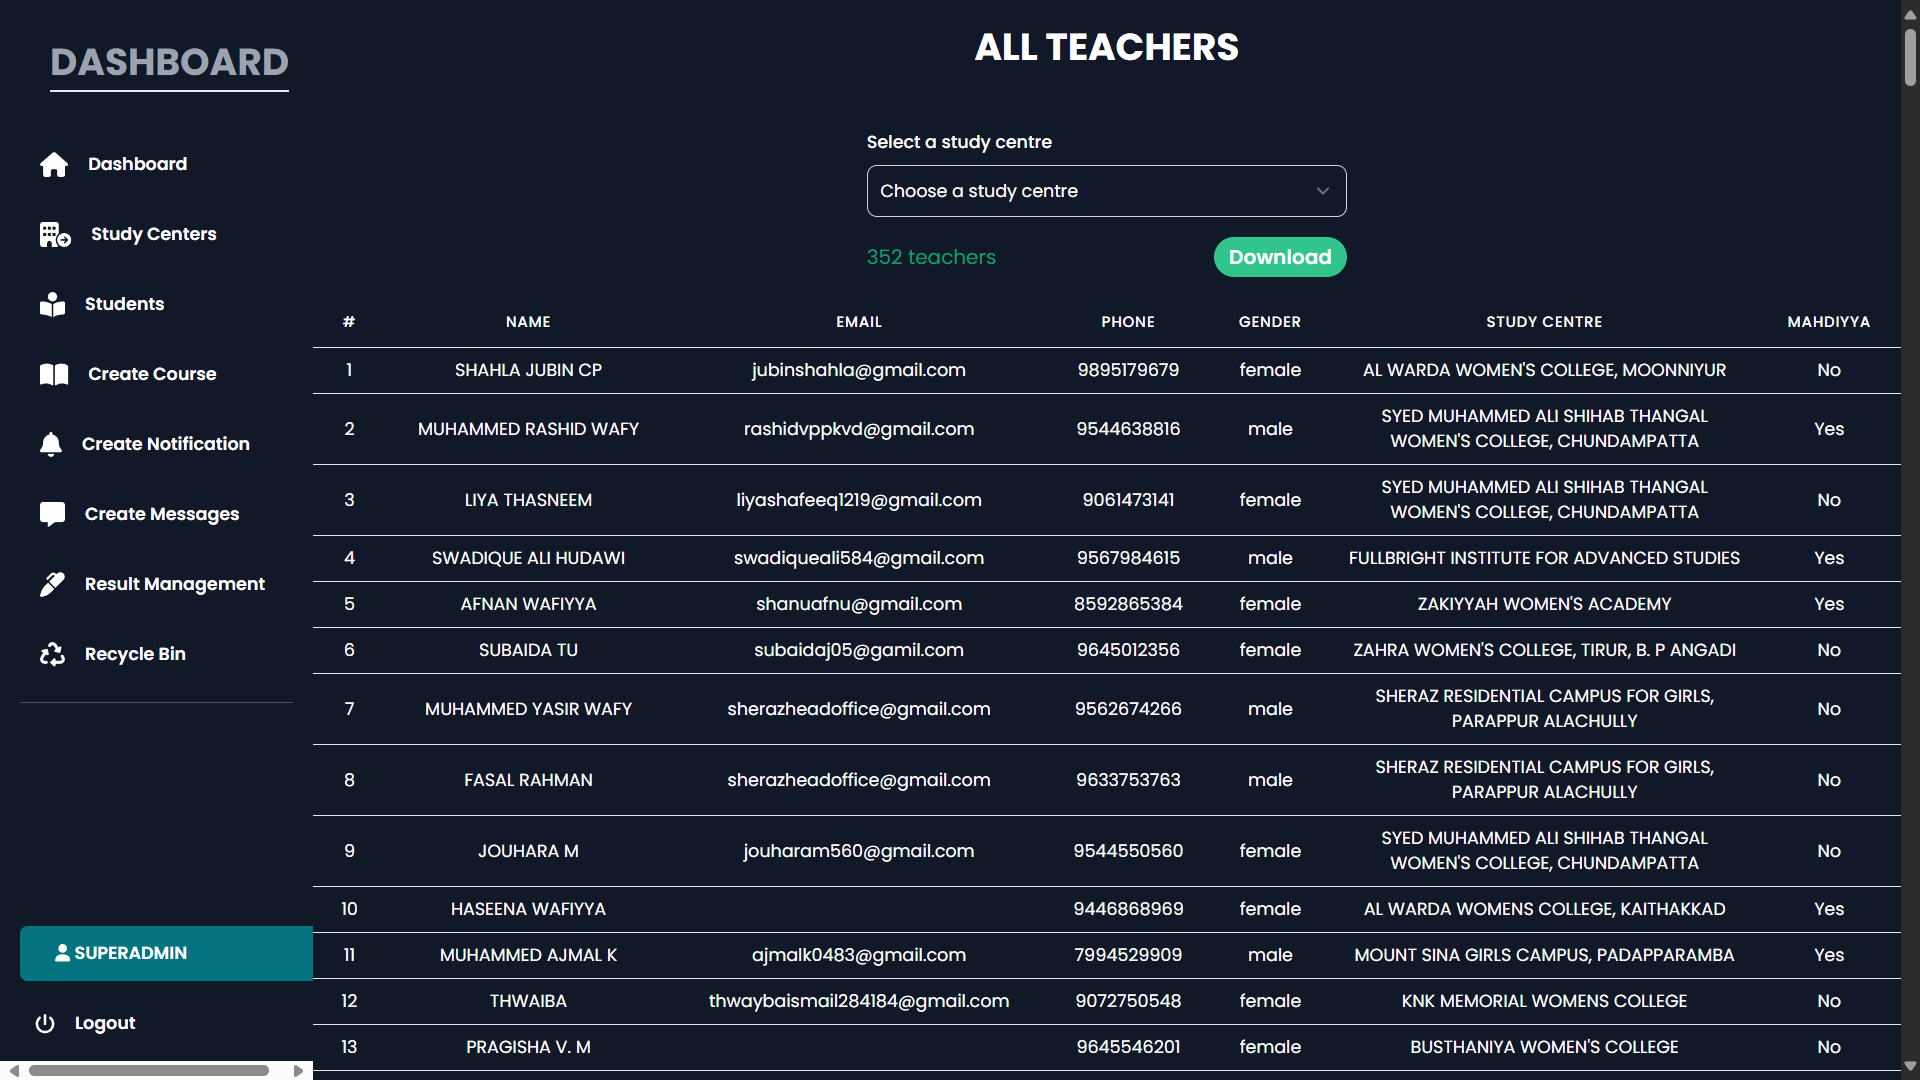 DASHBOARD
Dashboard
Study Centers
Students
Create Course
Create Notification
Create Messages
Result Management
Recycle Bin
SUPERADMIN
Logout
ALL TEACHERS
Select a study centre
Choose a study centre
352 teachers Download
# NAME EMAIL PHONE GENDER STUDY CENTRE MAHDIYYA
1 SHAHLA JUBIN CP jubinshahla@gmail.com 9895179679 female AL WARDA WOMEN'S COLLEGE, MOONNIYUR No
2 MUHAMMED RASHID WAFY rashidvppkvd@gmail.com 9544638816 male SYED MUHAMMED ALI SHIHAB THANGAL
WOMEN'S COLLEGE, CHUNDAMPATTA Yes
3 LIYA THASNEEM liyashafeeq1219@gmail.com 9061473141 female SYED MUHAMMED ALI SHIHAB THANGAL
WOMEN'S COLLEGE, CHUNDAMPATTA No
4 SWADIQUE ALI HUDAWI swadiqueali584@gmail.com 9567984615 male FULLBRIGHT INSTITUTE FOR ADVANCED STUDIES Yes
5 AFNAN WAFIYYA shanuafnu@gmail.com 8592865384 female ZAKIYYAH WOMEN'S ACADEMY Yes
6 SUBAIDA TU subaidaj05@gamil.com 9645012356 female ZAHRA WOMEN'S COLLEGE, TIRUR, B. P ANGADI No
7 MUHAMMED YASIR WAFY sherazheadoffice@gmail.com 9562674266 male SHERAZ RESIDENTIAL CAMPUS FOR GIRLS,
PARAPPUR ALACHULLY No
8 FASAL RAHMAN sherazheadoffice@gmail.com 9633753763 male SHERAZ RESIDENTIAL CAMPUS FOR GIRLS,
PARAPPUR ALACHULLY No
9 JOUHARA M jouharam560@gmail.com 9544550560 female SYED MUHAMMED ALI SHIHAB THANGAL
WOMEN'S COLLEGE, CHUNDAMPATTA No
10 HASEENA WAFIYYA 9446868969 female AL WARDA WOMENS COLLEGE, KAITHAKKAD Yes
11 MUHAMMED AJMAL K ajmalk0483@gmail.com 7994529909 male MOUNT SINA GIRLS CAMPUS, PADAPPARAMBA Yes
12 THWAIBA thwaybaismail284184@gmail.com 9072750548 female KNK MEMORIAL WOMENS COLLEGE No
13 PRAGISHA V. M 9645546201 female BUSTHANIYA WOMEN'S COLLEGE No